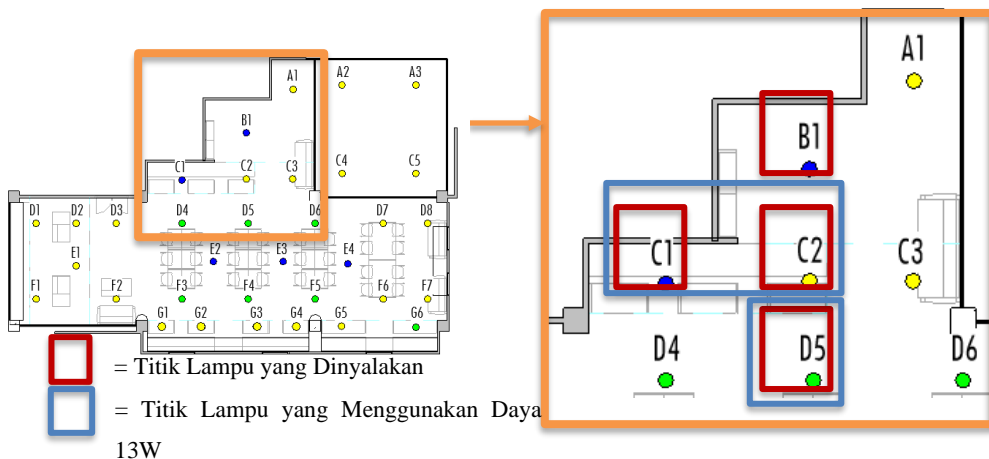 A1 A2 A3
B1
C1 C2 C3 C4 C5
D1 D2 D3 D4 D5 D6 D7 D8
E1 E2 E3 E4
F1 F2 F3 F4 F5 F6 F7
G1 G2 G3 G4 G5 G6
= Titik Lampu yang Dinyalakan
= Titik Lampu yang Menggunakan Daya
13W
A1
B1
C1 C2 C3
D4 D5 D6